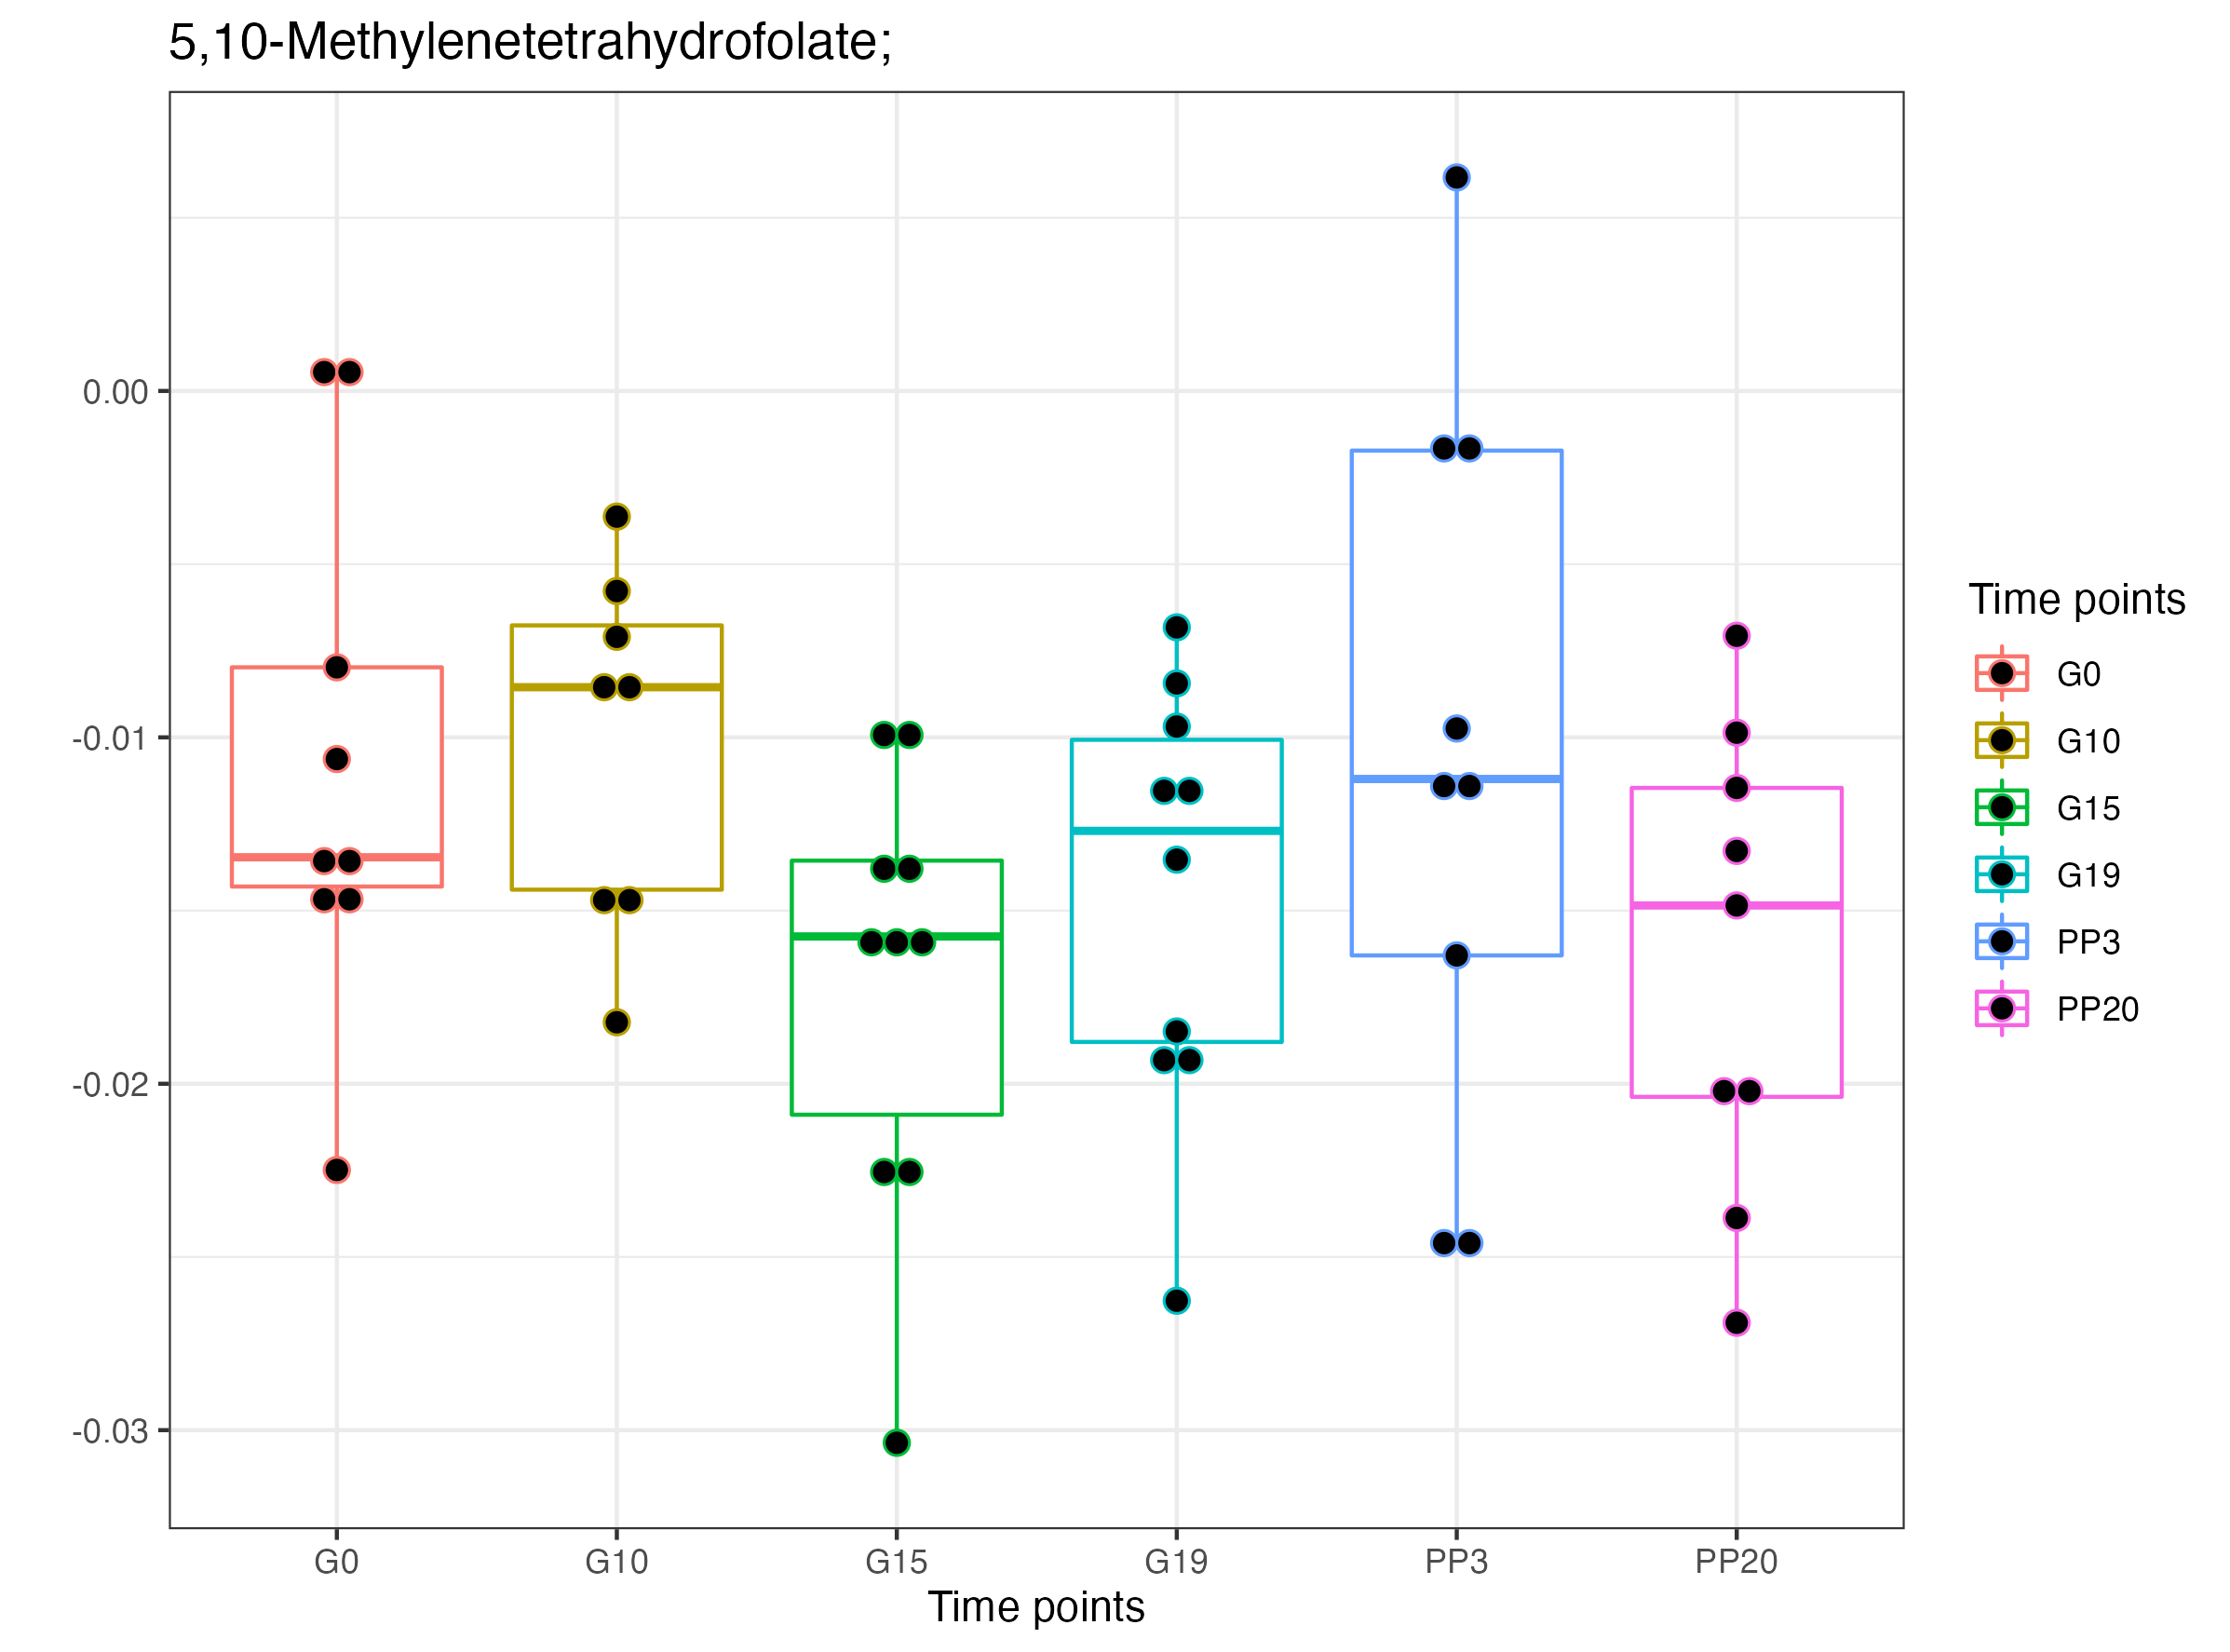 5,10-Methylenetetrahydrofolate;
0.00
-0.01
-0.02
-0.03
G0 G10 G15 G19 PP3 PP20
Time points
Time points
G0
G10
G15
G19
PP3
PP20